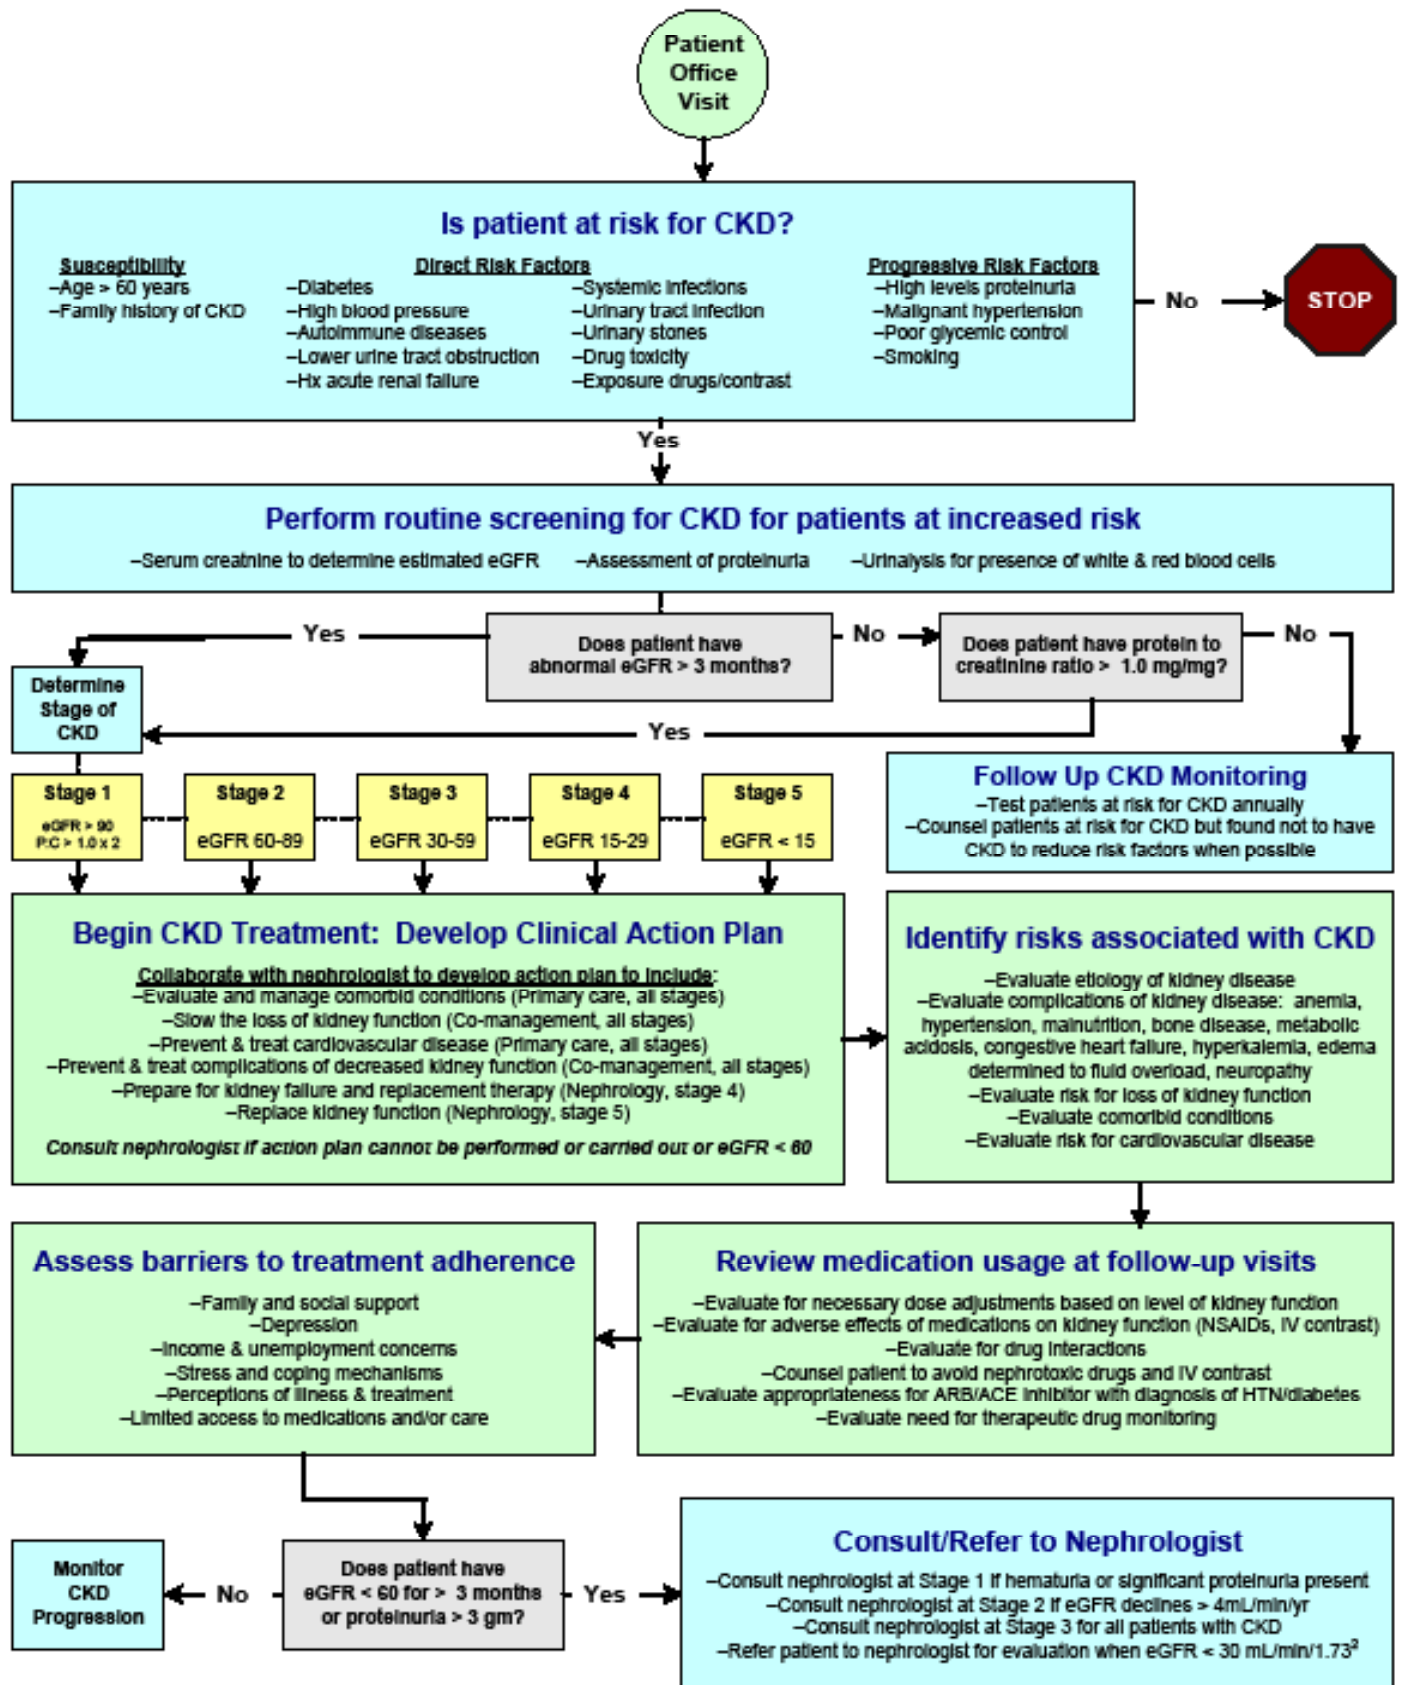 Patient
Office
Visit
Is patient at risk for CKD?
Susceptibility
–Age > 60 years
–Family history of CKD
Direct Risk Factors
–Diabetes
–High blood pressure
–Autoimmune diseases
–Lower urine tract obstruction
–Hx acute renal failure
–Systemic infections
–Urinary tract infection
–Urinary stones
–Drug toxicity
–Exposure drugs/contrast
Progressive Risk Factors
–High levels proteinuria
–Malignant hypertension
–Poor glycemic control
–Smoking
No
STOP
Yes
Perform routine screening for CKD for patients at increased risk
–Serum creatnine to determine estimated eGFR –Assessment of proteinuria –Urinalysis for presence of white & red blood cells
Yes
Does patient have
abnormal eGFR > 3 months?
No
Does patient have protein to
creatinine ratio > 1.0 mg/mg?
No
Determine
Stage of
CKD
Yes
Stage 1
eGFR > 90
P:C > 1.0 x 2
Stage 2
eGFR 60-89
Stage 3
eGFR 30-59
Stage 4
eGFR 15-29
Stage 5
eGFR < 15
Follow Up CKD Monitoring
–Test patients at risk for CKD annually
–Counsel patients at risk for CKD but found not to have
CKD to reduce risk factors when possible
Begin CKD Treatment: Develop Clinical Action Plan
Collaborate with nephrologist to develop action plan to include:
–Evaluate and manage comorbid conditions (Primary care, all stages)
–Slow the loss of kidney function (Co-management, all stages)
–Prevent & treat cardiovascular disease (Primary care, all stages)
–Prevent & treat complications of decreased kidney function (Co-management, all stages)
–Prepare for kidney failure and replacement therapy (Nephrology, stage 4)
–Replace kidney function (Nephrology, stage 5)
Consult nephrologist if action plan cannot be performed or carried out or eGFR < 60
Identify risks associated with CKD
–Evaluate etiology of kidney disease
–Evaluate complications of kidney disease: anemia,
hypertension, malnutrition, bone disease, metabolic
acidosis, congestive heart failure, hyperkalemia, edema
determined to fluid overload, neuropathy
–Evaluate risk for loss of kidney function
–Evaluate comoribid conditions
–Evaluate risk for cardiovascular disease
Assess barriers to treatment adherence
–Family and social support
–Depression
–Income & unemployment concerns
–Stress and coping mechanisms
–Perceptions of illness & treatment
–Limited access to medications and/or care
Review medication usage at follow-up visits
–Evaluate for necessary dose adjustments based on level of kidney function
–Evaluate for adverse effects of medications on kidney function (NSAIDs, IV contrast)
–Evaluate for drug interactions
–Counsel patient to avoid nephrotoxic drugs and IV contrast
–Evaluate appropriateness for ARB/ACE inhibitor with diagnosis of HTN/diabetes
–Evaluate need for therapeutic drug monitoring
Monitor
CKD
Progression
No
Does patient have
eGFR < 60 for > 3 months
or proteinuria > 3 gm?
Yes
Consult/Refer to Nephrologist
–Consult nephrologist at Stage 1 if hematuria or significant proteinuria present
–Consult nephrologist at Stage 2 if eGFR declines > 4mL/min/yr
–Consult nephrologist at Stage 3 for all patients with CKD
–Refer patient to nephrologist for evaluation when eGFR < 30 mL/min/1.73²